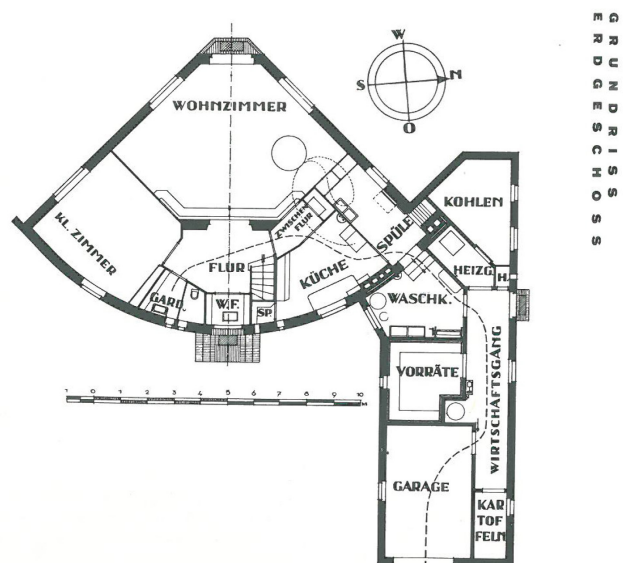 GRUNDRISS
ERDGESCHOSS
W
S
N
O
WOHNZIMMER
KL. ZIMMER
ZWISCHEN
FLUR
FLUR
GARD.
W.F.
SP.
KÜCHE
SPÜLE
KOHLEN
HEIZG.
H.
WASCHK.
VORRÄTE
WIRTSCHAFTSGANG
GARAGE
KAR
TOF
FELN
1 0 1 2 3 4 5 6 7 8 9 10
M